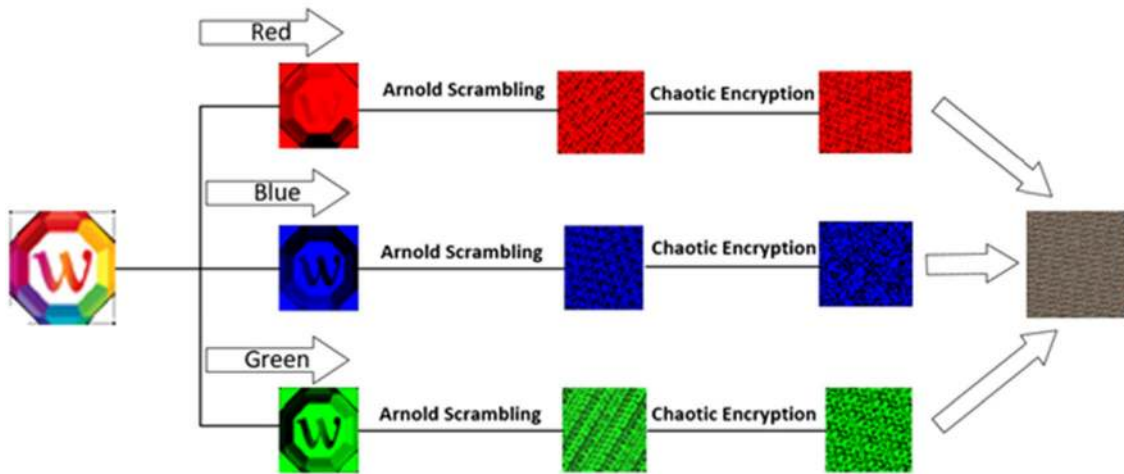 Red
Arnold Scrambling
Chaotic Encryption
Blue
W
W
Arnold Scrambling
Chaotic Encryption
Green
W
W
Arnold Scrambling
Chaotic Encryption